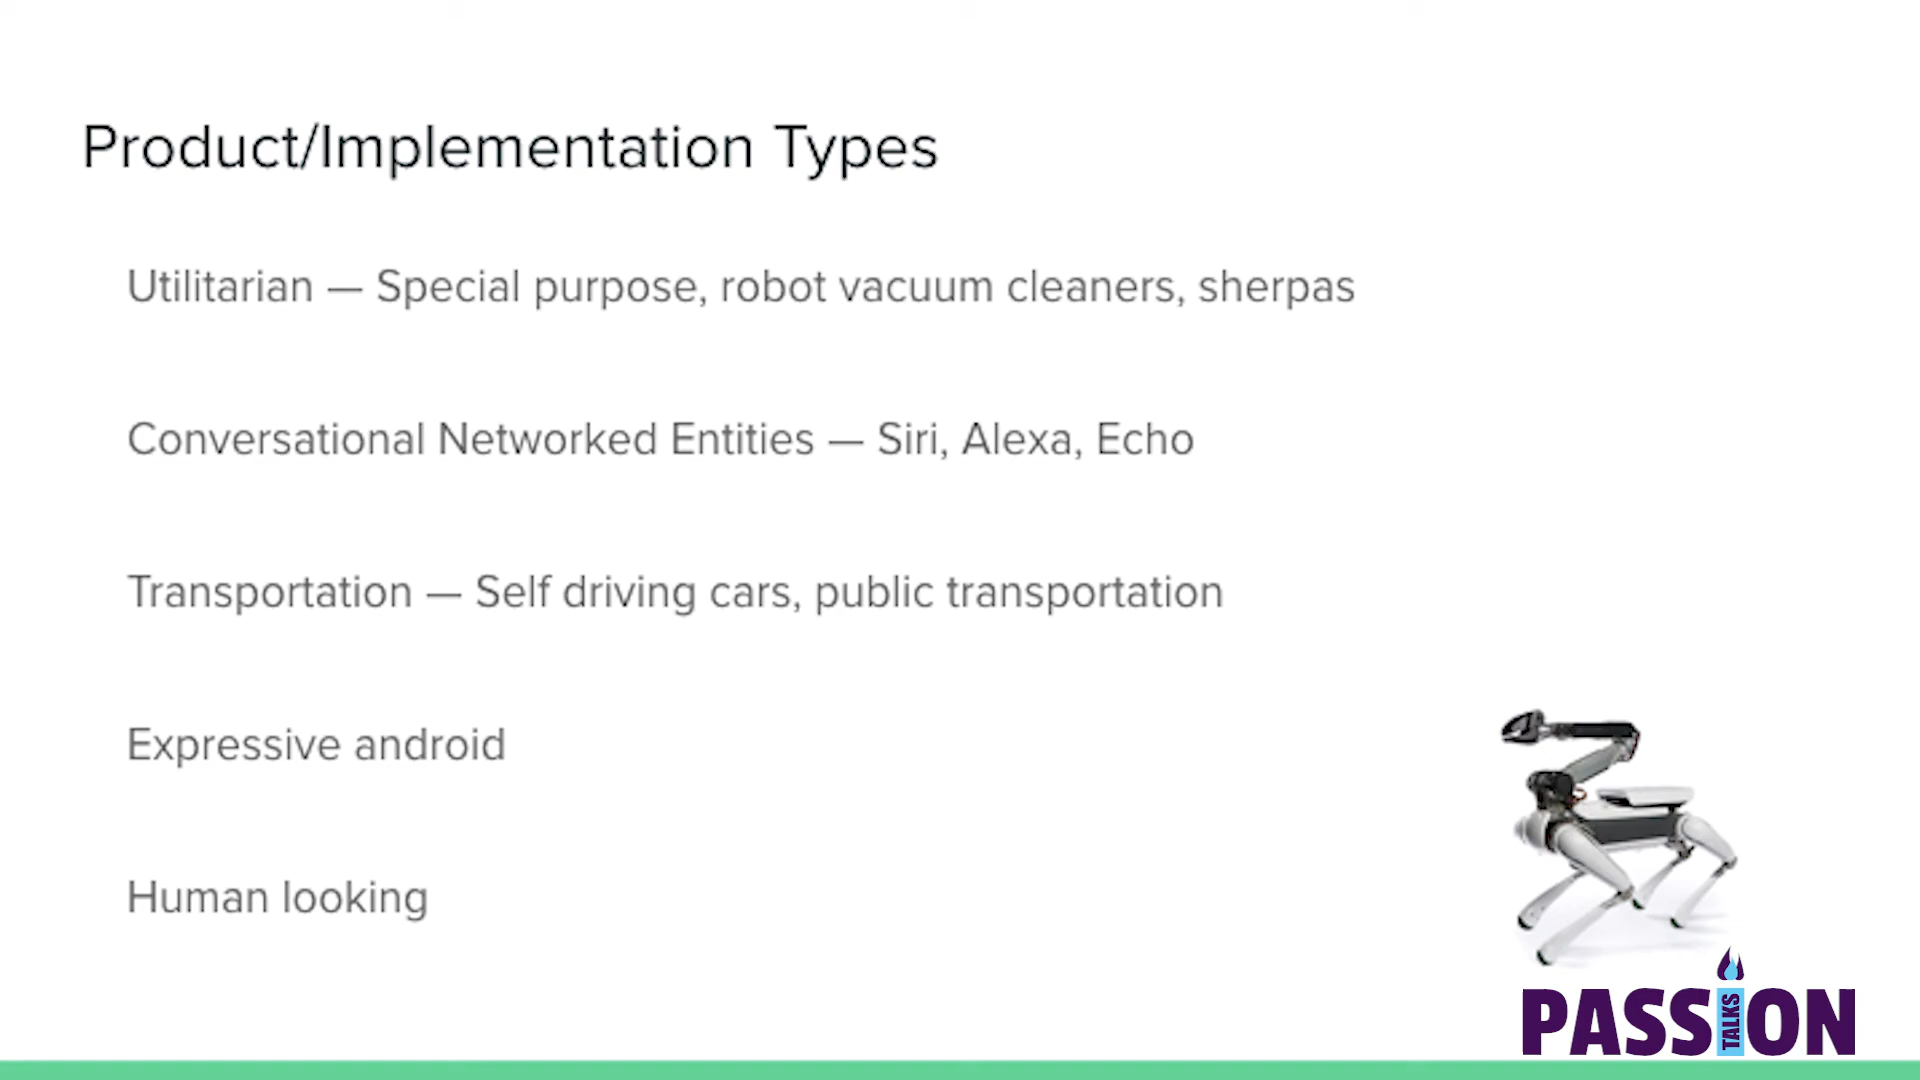 Product/Implementation Types
Utilitarian — Special purpose, robot vacuum cleaners, sherpas
Conversational Networked Entities — Siri, Alexa, Echo
Transportation — Self driving cars, public transportation
Expressive android
Human looking
PASSION
TALKS